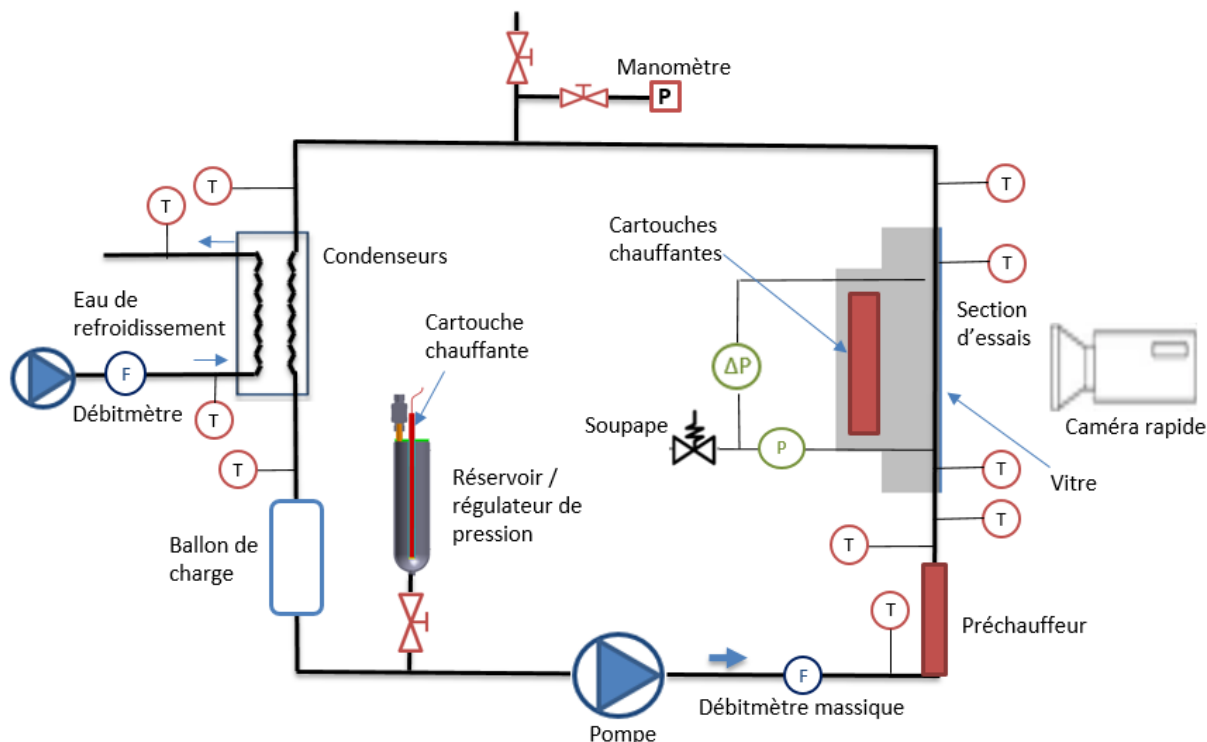 Manomètre
P
T
T
T
Cartouches
chauffantes
T
Condenseurs
Eau de
refroidissement
Cartouche
chauffante
Section
d’essais
ΔP
F
Débitmètre
T
Soupape
P
Caméra rapide
T
T
Vitre
Réservoir /
régulateur de
pression
T
T
Ballon de
charge
T
Préchauffeur
F
Débitmètre massique
Pompe